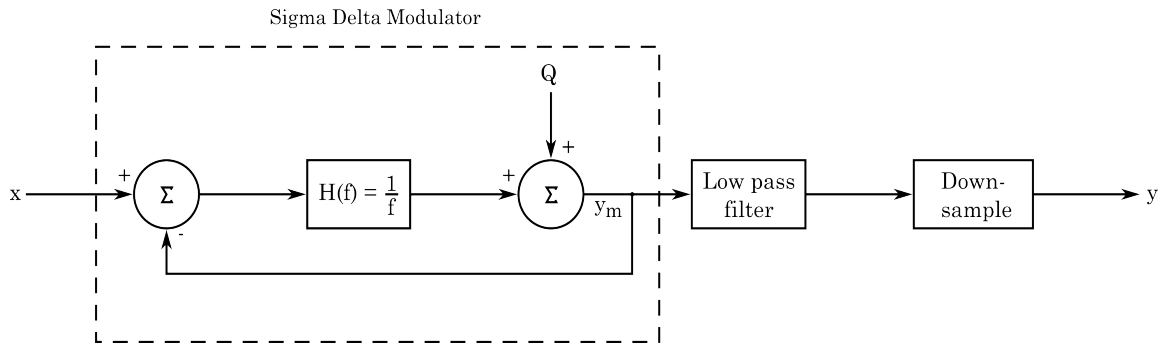 Sigma Delta Modulator
Q
+
+
+
x
Σ
H(f) = 1/f
Σ
y_m
-
Low pass
filter
Down-
sample
y